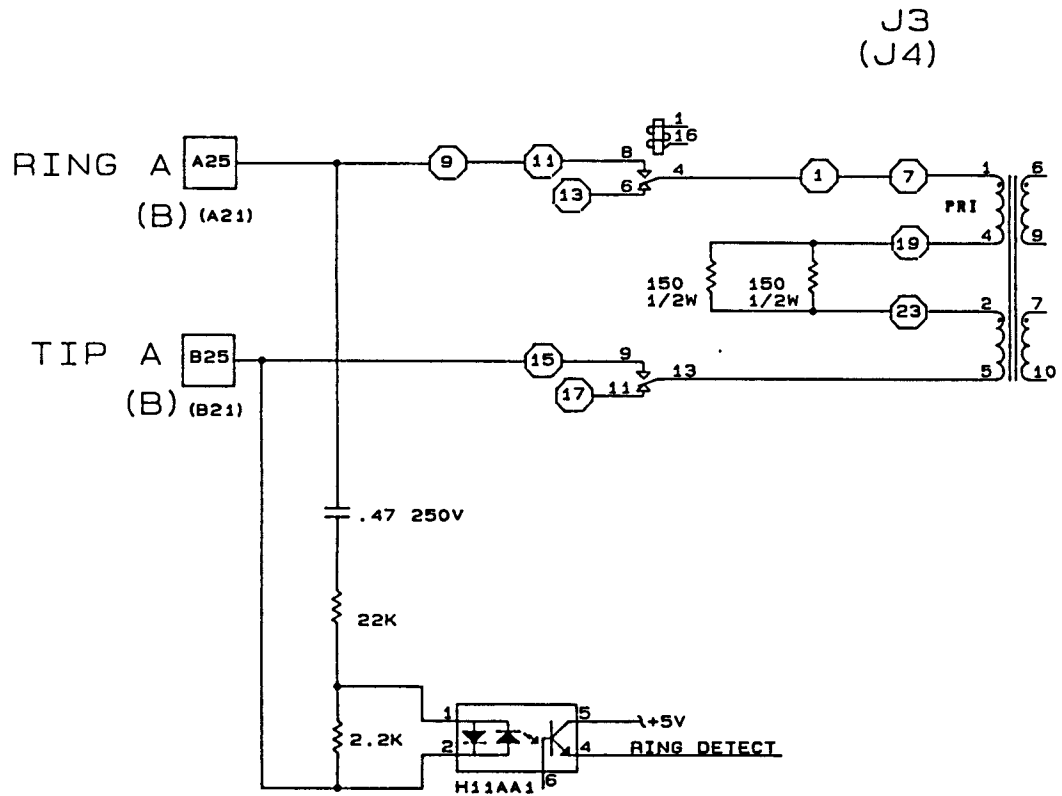 J3
(J4)
1
16
RING A A25 9 11 8 4 1 7 1 6
13 6
(B) (A21) PRI
19 4 9
150 150
1/2W 1/2W
23 2 7
TIP A B25 15 9 13 5 10
17 11
(B) (B21)
.47 250V
22K
1 5 +5V
2.2K 2 4 RING DETECT
H11AA1 6